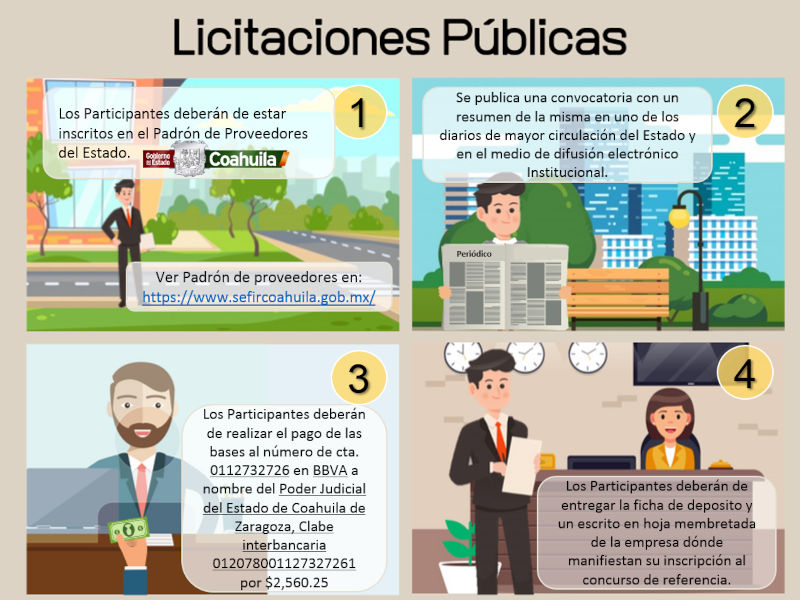 Licitaciones Públicas
1
Los Participantes deberán de estar
inscritos en el Padrón de Proveedores
del Estado.
Coahuila
Ver Padrón de proveedores en:
https://www.sefircoahuila.gob.mx/
2
Se publica una convocatoria con un
resumen de la misma en uno de los
diarios de mayor circulación del Estado y
en el medio de difusión electrónico
Institucional.
Periódico
3
Los Participantes deberán
de realizar el pago de las
bases al número de cta.
0112732726 en BBVA a
nombre del Poder Judicial
del Estado de Coahuila de
Zaragoza, Clabe
interbancaria
012078001127327261
por $2,560.25
4
Los Participantes deberán de
entregar la ficha de deposito y
un escrito en hoja membretada
de la empresa dónde
manifiestan su inscripción al
concurso de referencia.